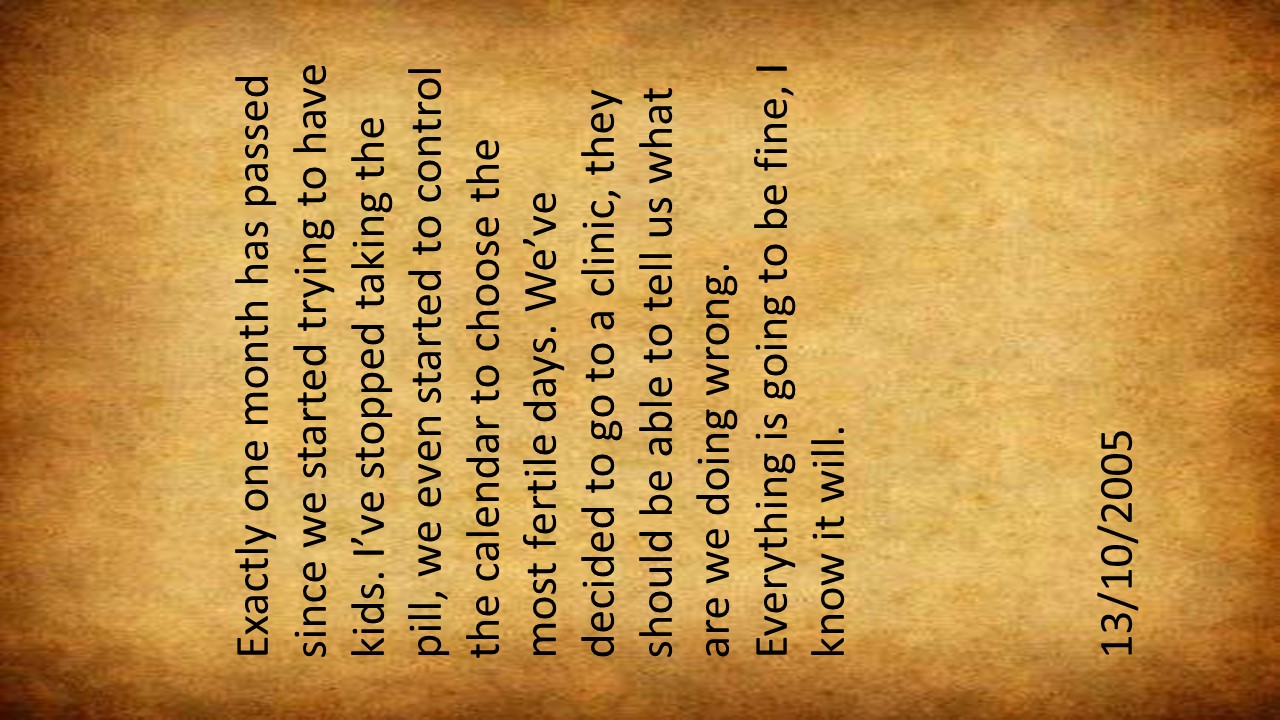 Exactly one month has passed
since we started trying to have
kids. I’ve stopped taking the
pill, we even started to control
the calendar to choose the
most fertile days. We’ve
decided to go to a clinic, they
should be able to tell us what
are we doing wrong.
Everything is going to be fine, I
know it will.
13/10/2005